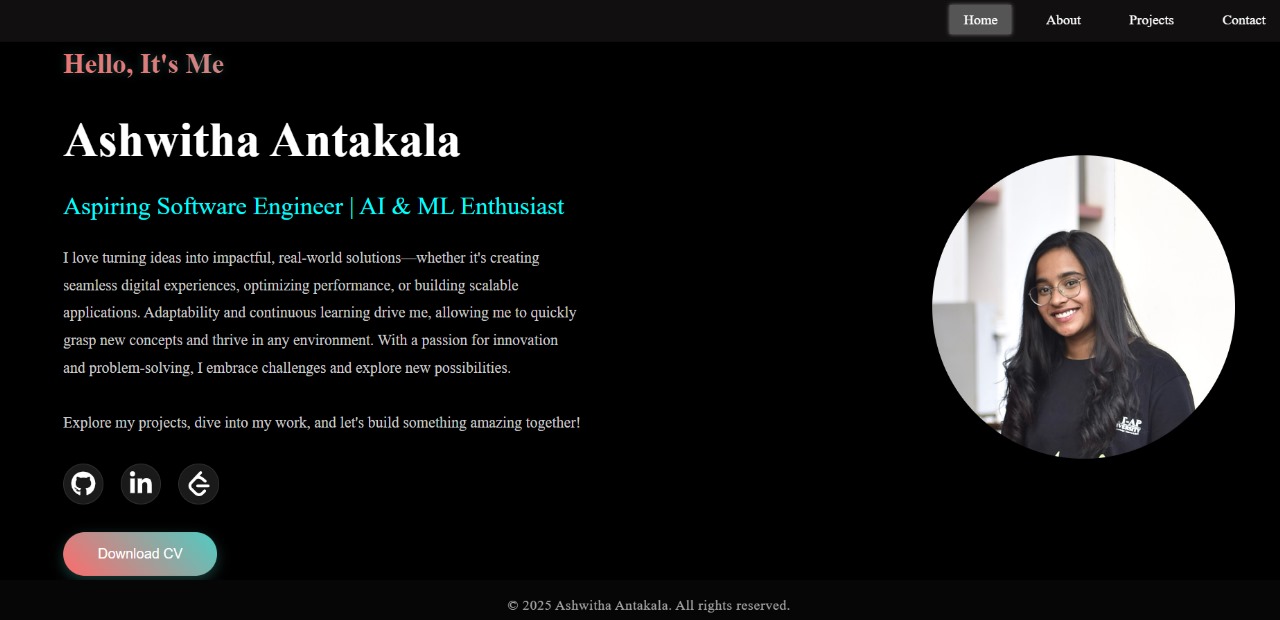 Home About Projects Contact
Hello, It's Me
Ashwitha Antakala
Aspiring Software Engineer | AI & ML Enthusiast
I love turning ideas into impactful, real-world solutions—whether it's creating
seamless digital experiences, optimizing performance, or building scalable
applications. Adaptability and continuous learning drive me, allowing me to quickly
grasp new concepts and thrive in any environment. With a passion for innovation
and problem-solving, I embrace challenges and explore new possibilities.
Explore my projects, dive into my work, and let's build something amazing together!
in
Download CV
© 2025 Ashwitha Antakala. All rights reserved.